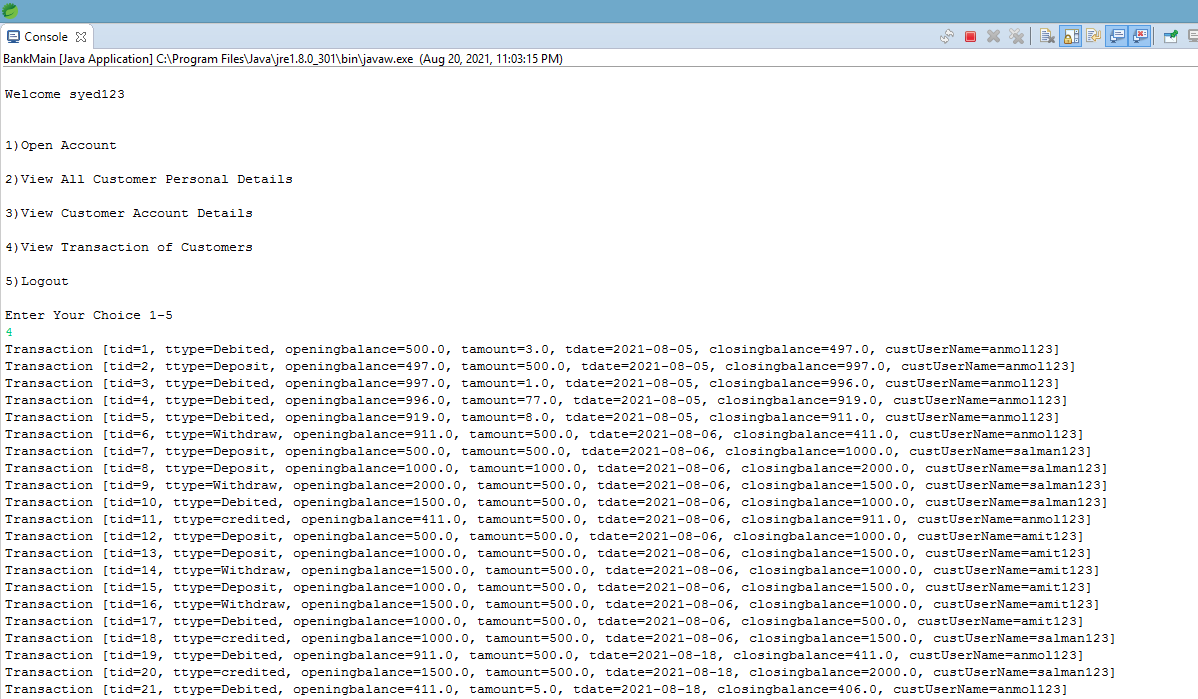 Console
BankMain [Java Application] C:\Program Files\Java\jre1.8.0_301\bin\javaw.exe (Aug 20, 2021, 11:03:15 PM)
Welcome syed123
1)Open Account
2)View All Customer Personal Details
3)View Customer Account Details
4)View Transaction of Customers
5)Logout
Enter Your Choice 1-5
4
Transaction [tid=1, ttype=Debited, openingbalance=500.0, tamount=3.0, tdate=2021-08-05, closingbalance=497.0, custUserName=anmol123]
Transaction [tid=2, ttype=Deposit, openingbalance=497.0, tamount=500.0, tdate=2021-08-05, closingbalance=997.0, custUserName=anmol123]
Transaction [tid=3, ttype=Debited, openingbalance=997.0, tamount=1.0, tdate=2021-08-05, closingbalance=996.0, custUserName=anmol123]
Transaction [tid=4, ttype=Debited, openingbalance=996.0, tamount=77.0, tdate=2021-08-05, closingbalance=919.0, custUserName=anmol123]
Transaction [tid=5, ttype=Debited, openingbalance=919.0, tamount=8.0, tdate=2021-08-05, closingbalance=911.0, custUserName=anmol123]
Transaction [tid=6, ttype=Withdraw, openingbalance=911.0, tamount=500.0, tdate=2021-08-06, closingbalance=411.0, custUserName=anmol123]
Transaction [tid=7, ttype=Deposit, openingbalance=500.0, tamount=500.0, tdate=2021-08-06, closingbalance=1000.0, custUserName=salman123]
Transaction [tid=8, ttype=Deposit, openingbalance=1000.0, tamount=1000.0, tdate=2021-08-06, closingbalance=2000.0, custUserName=salman123]
Transaction [tid=9, ttype=Withdraw, openingbalance=2000.0, tamount=500.0, tdate=2021-08-06, closingbalance=1500.0, custUserName=salman123]
Transaction [tid=10, ttype=Debited, openingbalance=1500.0, tamount=500.0, tdate=2021-08-06, closingbalance=1000.0, custUserName=salman123]
Transaction [tid=11, ttype=credited, openingbalance=411.0, tamount=500.0, tdate=2021-08-06, closingbalance=911.0, custUserName=anmol123]
Transaction [tid=12, ttype=Deposit, openingbalance=500.0, tamount=500.0, tdate=2021-08-06, closingbalance=1000.0, custUserName=amit123]
Transaction [tid=13, ttype=Deposit, openingbalance=1000.0, tamount=500.0, tdate=2021-08-06, closingbalance=1500.0, custUserName=amit123]
Transaction [tid=14, ttype=Withdraw, openingbalance=1500.0, tamount=500.0, tdate=2021-08-06, closingbalance=1000.0, custUserName=amit123]
Transaction [tid=15, ttype=Deposit, openingbalance=1000.0, tamount=500.0, tdate=2021-08-06, closingbalance=1500.0, custUserName=amit123]
Transaction [tid=16, ttype=Withdraw, openingbalance=1500.0, tamount=500.0, tdate=2021-08-06, closingbalance=1000.0, custUserName=amit123]
Transaction [tid=17, ttype=Debited, openingbalance=1000.0, tamount=500.0, tdate=2021-08-06, closingbalance=500.0, custUserName=amit123]
Transaction [tid=18, ttype=credited, openingbalance=1000.0, tamount=500.0, tdate=2021-08-06, closingbalance=1500.0, custUserName=salman123]
Transaction [tid=19, ttype=Debited, openingbalance=911.0, tamount=500.0, tdate=2021-08-18, closingbalance=411.0, custUserName=anmol123]
Transaction [tid=20, ttype=credited, openingbalance=1500.0, tamount=500.0, tdate=2021-08-18, closingbalance=2000.0, custUserName=salman123]
Transaction [tid=21, ttype=Debited, openingbalance=411.0, tamount=5.0, tdate=2021-08-18, closingbalance=406.0, custUserName=anmol123]